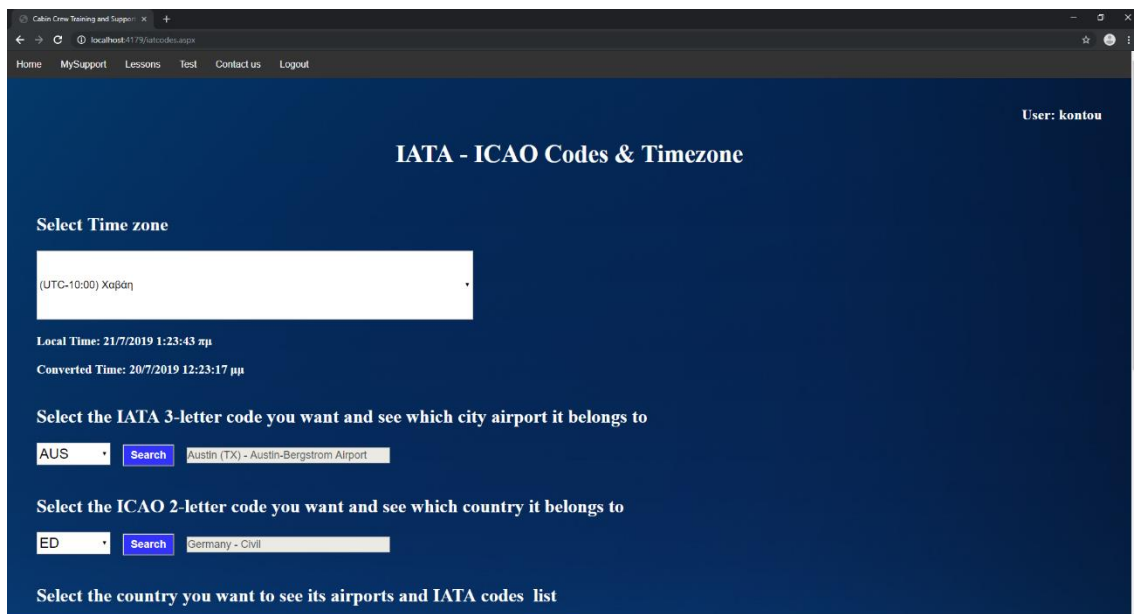 Cabin Crew Training and Support
localhost:4179/iatcodes.aspx
Home MySupport Lessons Test Contact us Logout
User: kontou
IATA - ICAO Codes & Timezone
Select Time zone
(UTC-10:00) Χαβάη
Local Time: 21/7/2019 1:23:43 πμ
Converted Time: 20/7/2019 12:23:17 μμ
Select the IATA 3-letter code you want and see which city airport it belongs to
AUS Search Austin (TX) - Austin-Bergstrom Airport
Select the ICAO 2-letter code you want and see which country it belongs to
ED Search Germany - Civil
Select the country you want to see its airports and IATA codes list